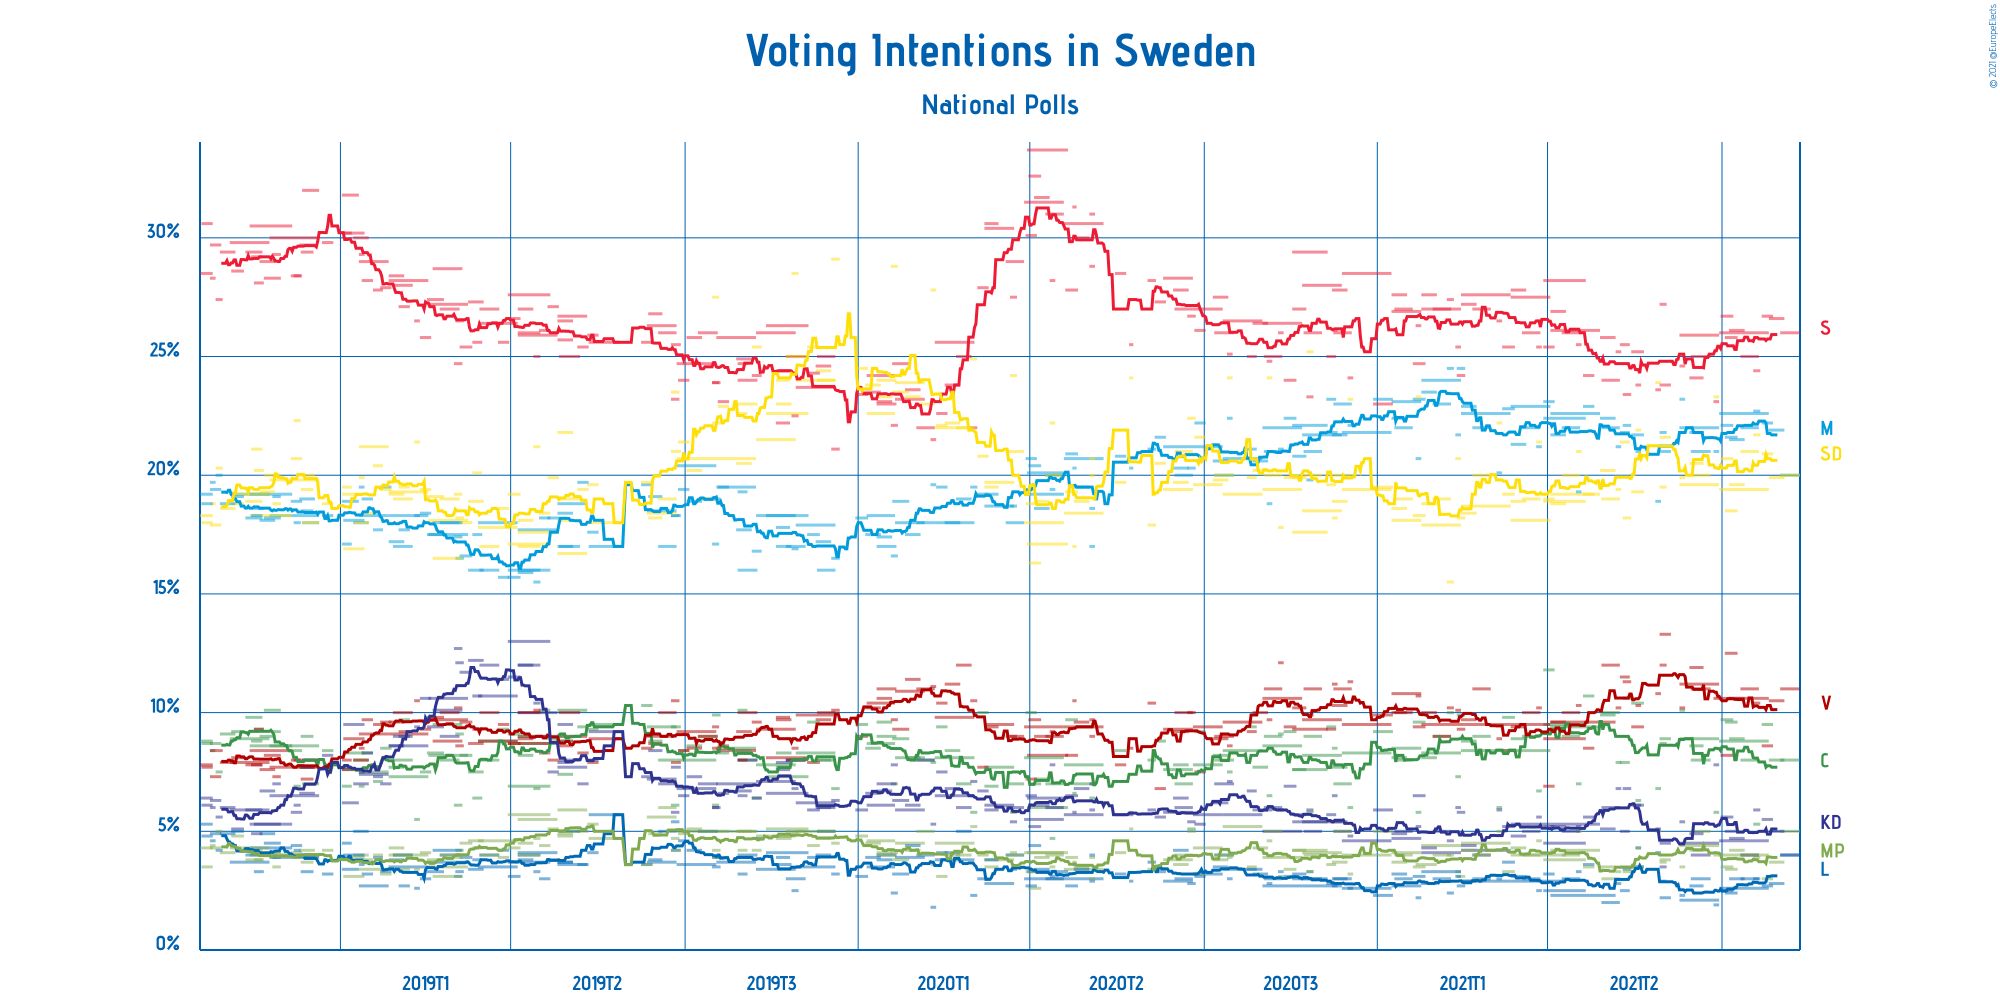 Voting Intentions in Sweden
National Polls
© 2021 @EuropeElects
30%
25%
20%
15%
10%
5%
0%
S
M
SD
V
C
KD
MP
L
2019T1 2019T2 2019T3 2020T1 2020T2 2020T3 2021T1 2021T2